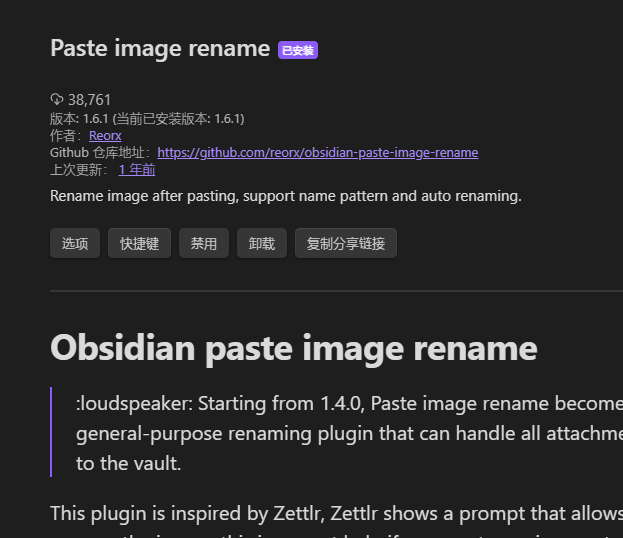 Paste image rename 已安装
38,761
版本: 1.6.1 (当前已安装版本: 1.6.1)
作者：Reorx
Github 仓库地址：https://github.com/reorx/obsidian-paste-image-rename
上次更新： 1 年前
Rename image after pasting, support name pattern and auto renaming.
选项 快捷键 禁用 卸载 复制分享链接
Obsidian paste image rename
:loudspeaker: Starting from 1.4.0, Paste image rename become
general-purpose renaming plugin that can handle all attachme
to the vault.
This plugin is inspired by Zettlr, Zettlr shows a prompt that allows